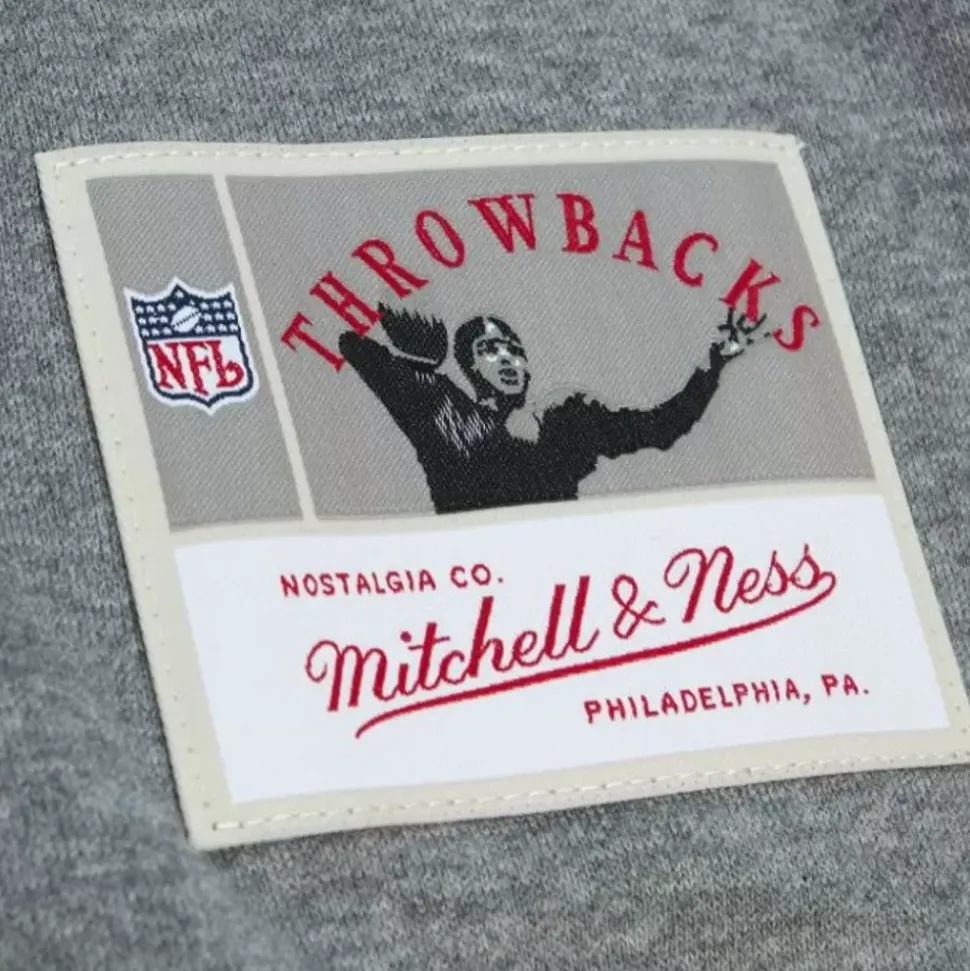 THROWBACKS
NFL
NOSTALGIA CO.
Mitchell & Ness
PHILADELPHIA, PA.